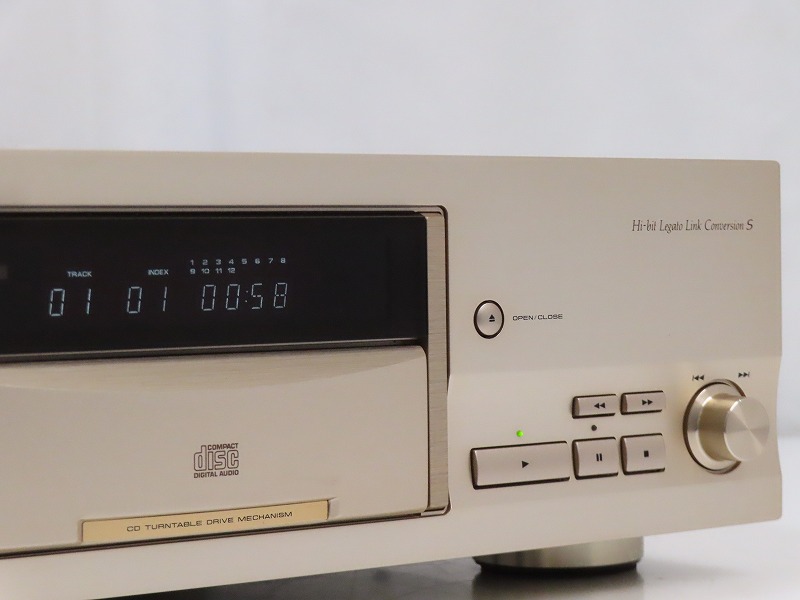 Hi-bit Legato Link Conversion S
TRACK INDEX 1 2 3 4 5 6 7 8
9 10 11 12
01 01 00:58
OPEN/CLOSE
COMPACT
disc
DIGITAL AUDIO
CD TURNTABLE DRIVE MECHANISM